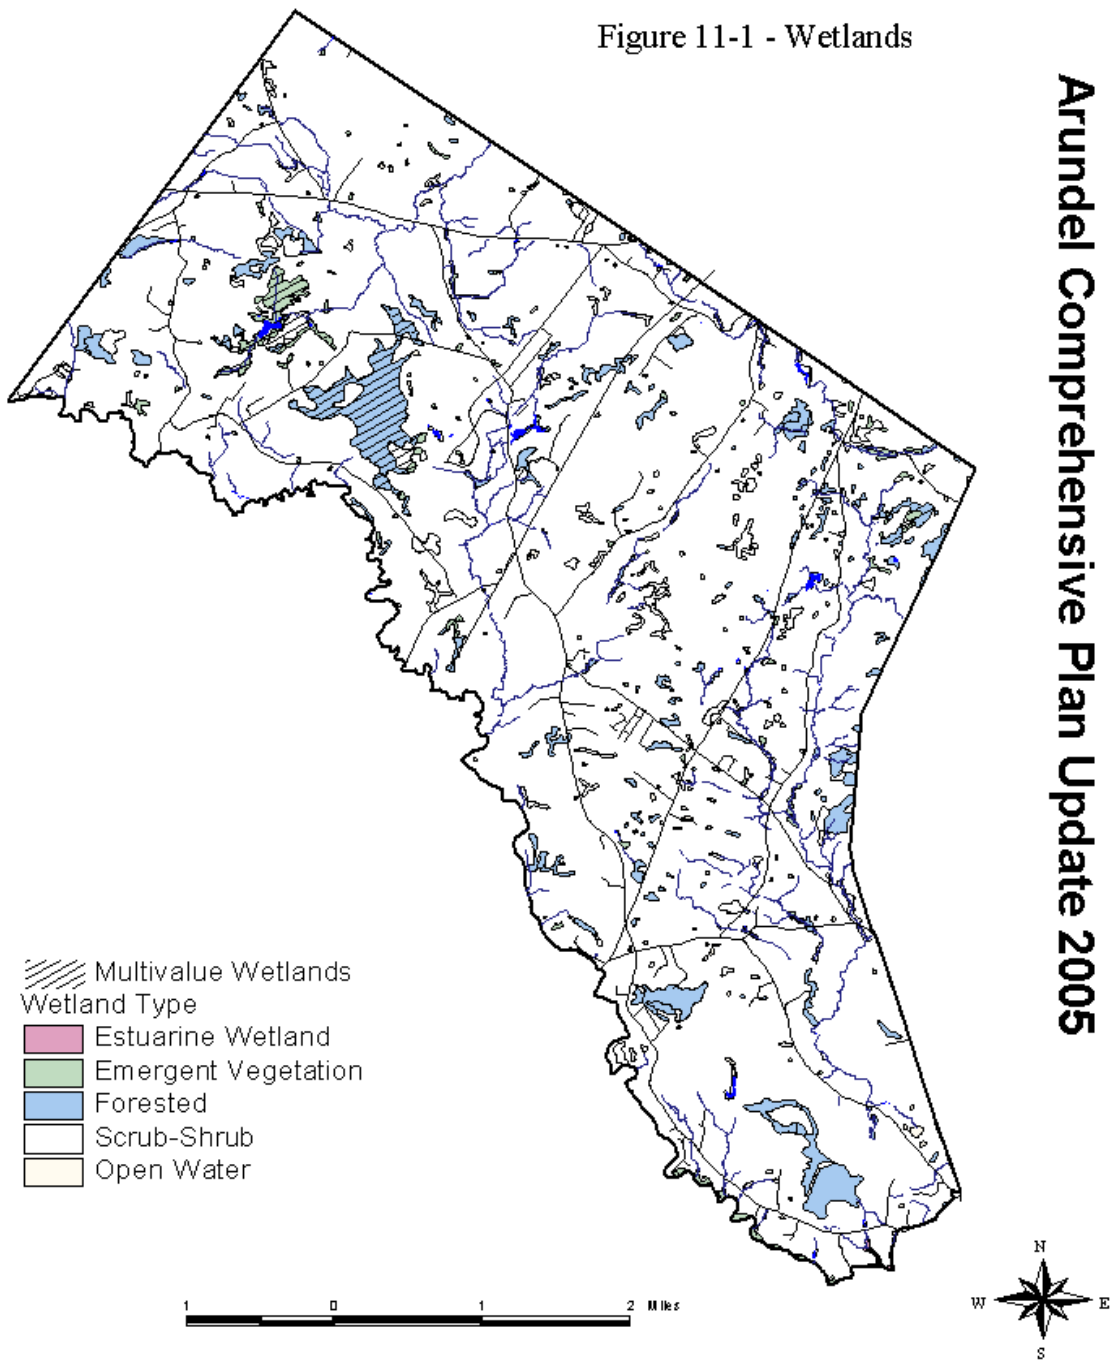 Figure 11-1 - Wetlands
Arundel Comprehensive Plan Update 2005
Multivalue Wetlands
Wetland Type
Estuarine Wetland
Emergent Vegetation
Forested
Scrub-Shrub
Open Water
1 0 1 2 Miles
N
W E
S